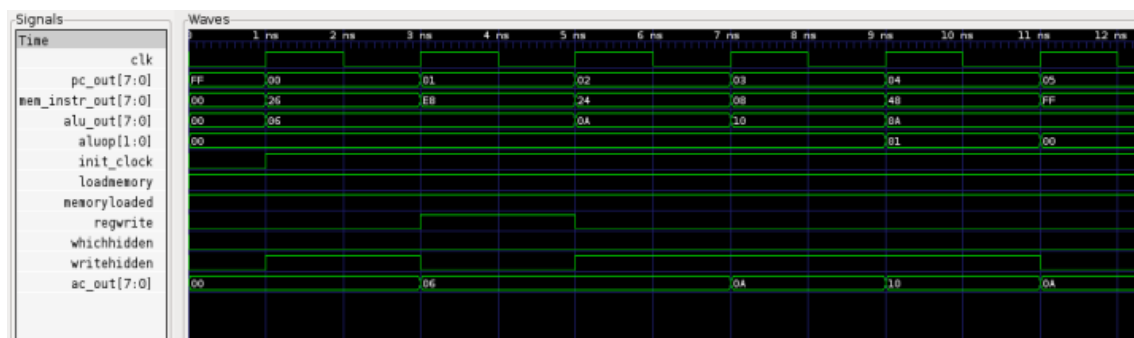 Signals Waves
Time 1 ns 2 ns 3 ns 4 ns 5 ns 6 ns 7 ns 8 ns 9 ns 10 ns 11 ns 12 ns
clk
pc_out[7:0] FF 00 01 02 03 04 05
mem_instr_out[7:0] 00 26 E8 24 08 48 FF
alu_out[7:0] 00 06 0A 10 0A
aluop[1:0] 00 01 00
init_clock
loadmemory
memoryloaded
regwrite
whichhidden
writehidden
ac_out[7:0] 00 06 0A 10 0A